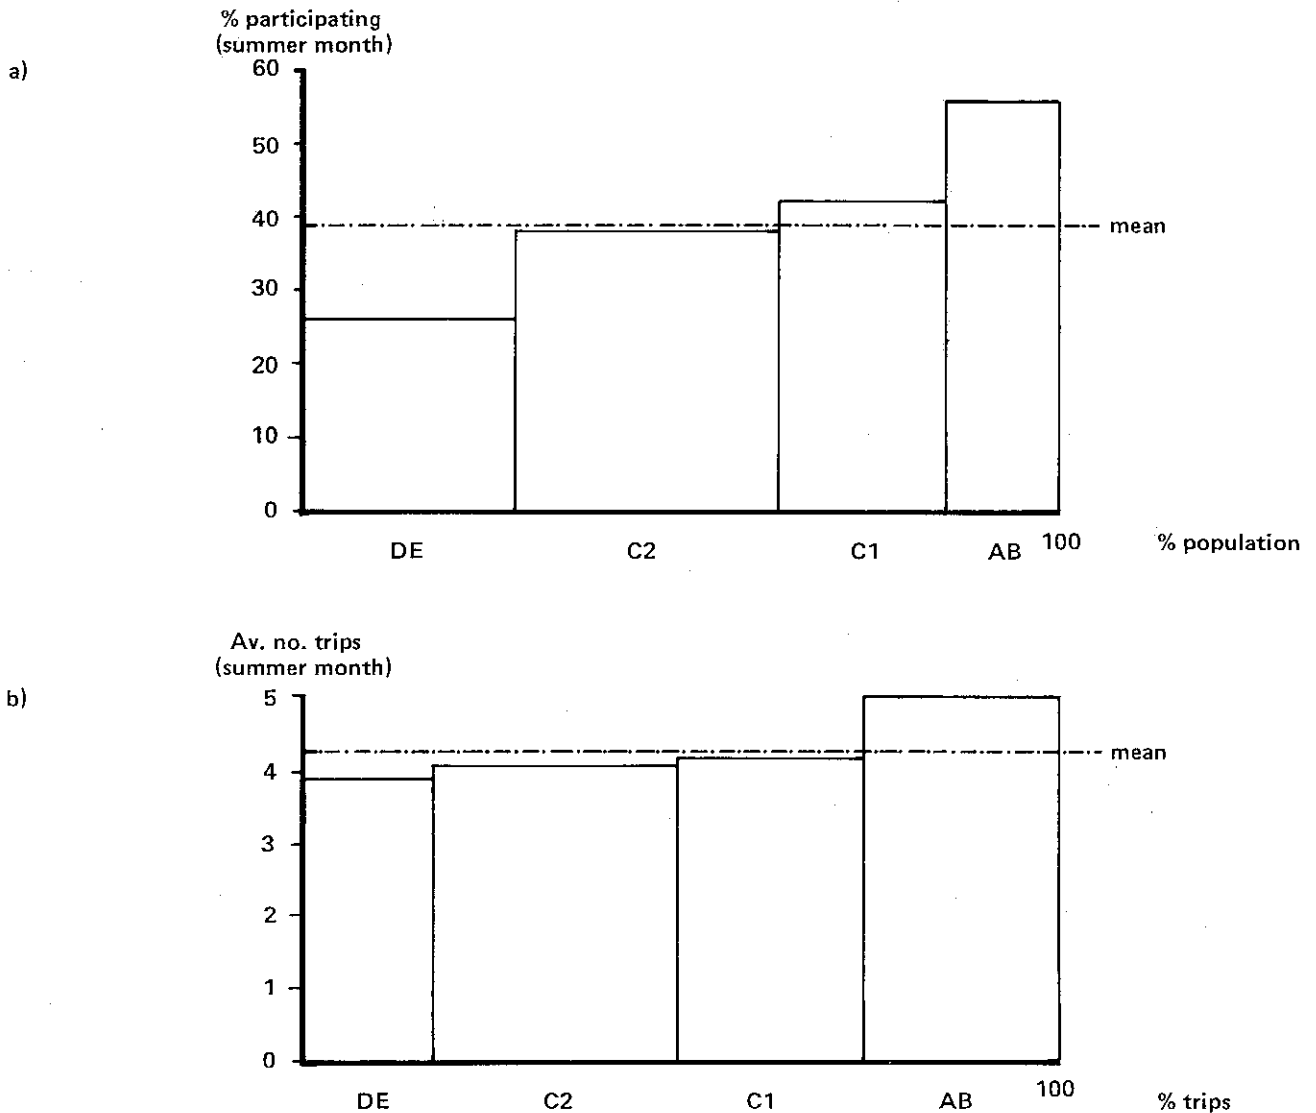 a)
% participating
(summer month)
60
50
40
30
20
10
0
mean
DE C2 C1 AB 100 % population
b)
Av. no. trips
(summer month)
5
4
3
2
1
0
mean
DE C2 C1 AB 100 % trips